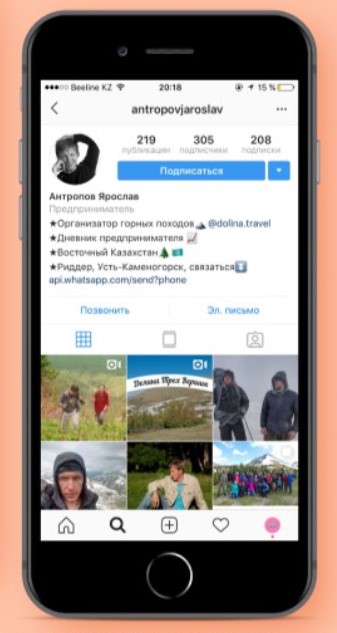 Beeline KZ 20:18 15 %
antropovjaroslav
219 305 208
публикации подписчики подписки
Подписаться
Антропов Ярослав
Предприниматель
★Организатор горных походов🏔 @dolina.travel
★Дневник предпринимателя 📈
★Восточный Казахстан🌲🇰🇿
★Риддер, Усть-Каменогорск, связаться⬇️
api.whatsapp.com/send?phone
Позвонить Эл. письмо
Долина Трех Вершин